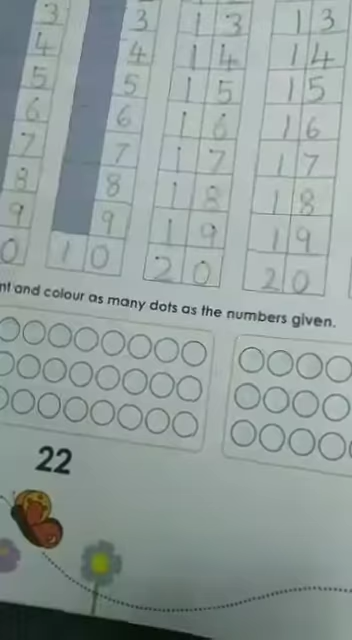 3 3 13 13
4 4 14 14
5 5 15 15
6 6 16 16
7 7 17 17
8 8 18 18
9 9 19 19
0 10 20 20
nt and colour as many dots as the numbers given.
22